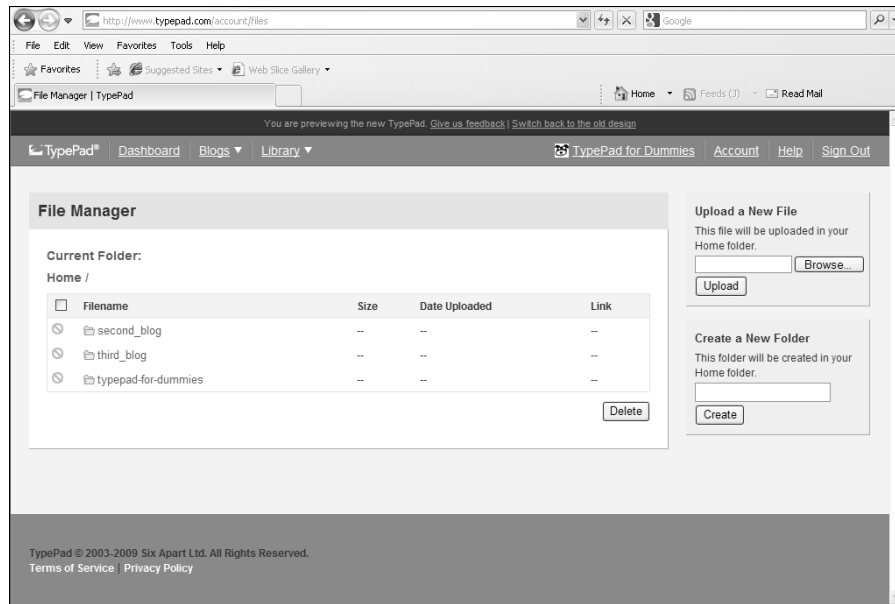 http://www.typepad.com/account/files
Google
File Edit View Favorites Tools Help
Favorites Suggested Sites Web Slice Gallery
File Manager | TypePad
Home Feeds (J) Read Mail
You are previewing the new TypePad. Give us feedback | Switch back to the old design
TypePad® Dashboard Blogs Library TypePad for Dummies Account Help Sign Out
File Manager
Current Folder:
Home /
Filename Size Date Uploaded Link
second_blog -- -- --
third_blog -- -- --
typepad-for-dummies -- -- --
Delete
Upload a New File
This file will be uploaded in your
Home folder.
Browse...
Upload
Create a New Folder
This folder will be created in your
Home folder.
Create
TypePad © 2003-2009 Six Apart Ltd. All Rights Reserved.
Terms of Service | Privacy Policy